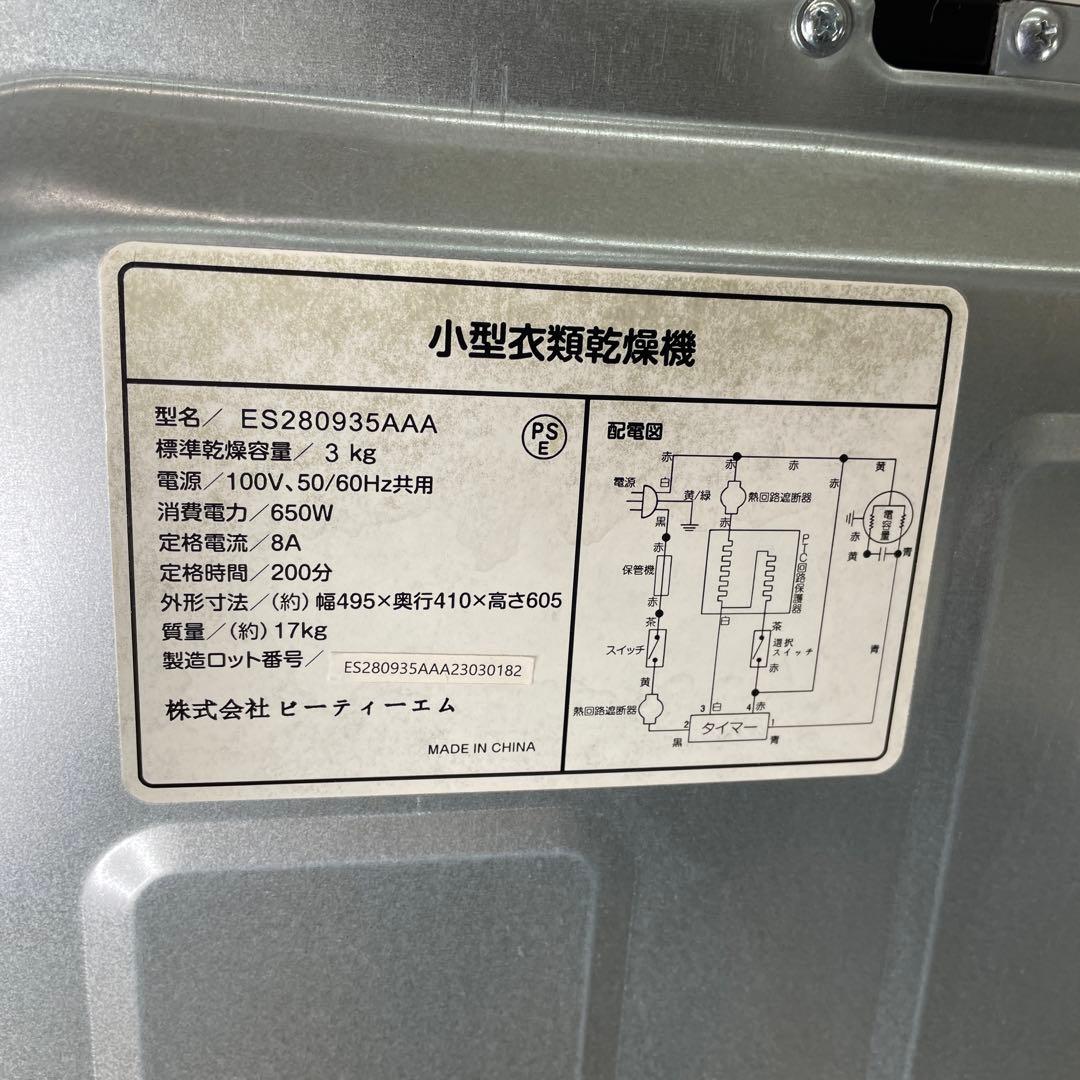 小型衣類乾燥機
型名／ ES280935AAA
PS
E
標準乾燥容量／ 3 kg
電源／100V、50/60Hz共用
消費電力／650W
定格電流／8A
定格時間／200分
外形寸法／(約) 幅495×奥行410×高さ605
質量／(約) 17kg
製造ロット番号／ ES280935AAA23030182
株式会社 ピーティーエム
MADE IN CHINA
配電図
赤
赤
赤
黄
電源
白
黄/緑
熱回路遮断器
赤
電容量
黒
赤
赤
黄
青
赤
保管機
PTC回路保護器
赤
白
茶
茶
スイッチ
選択
スイッチ
青
黄
赤
熱回路遮断器
3
白
4
赤
2
タイマー
1
黒
青